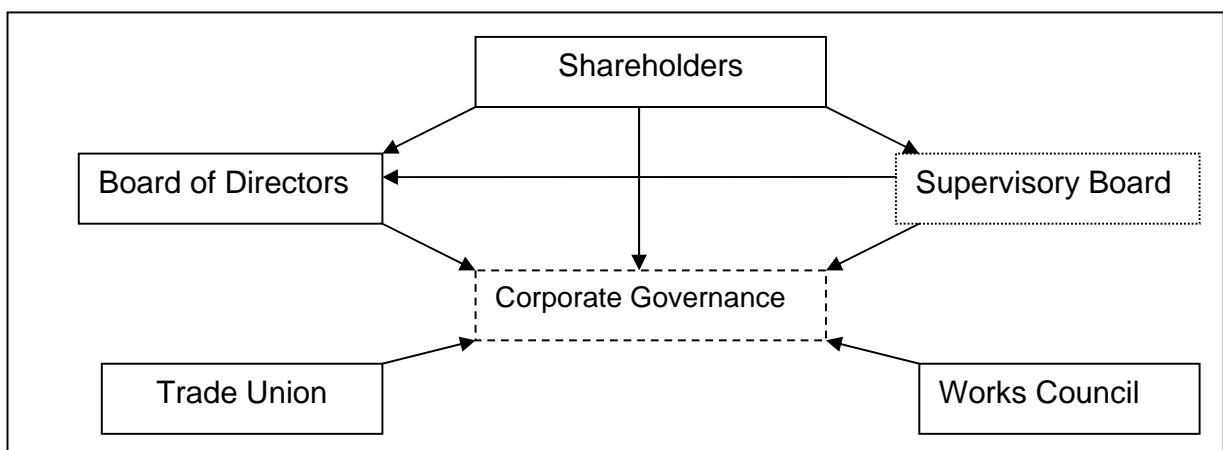 Shareholders
Board of Directors
Supervisory Board
Corporate Governance
Trade Union
Works Council